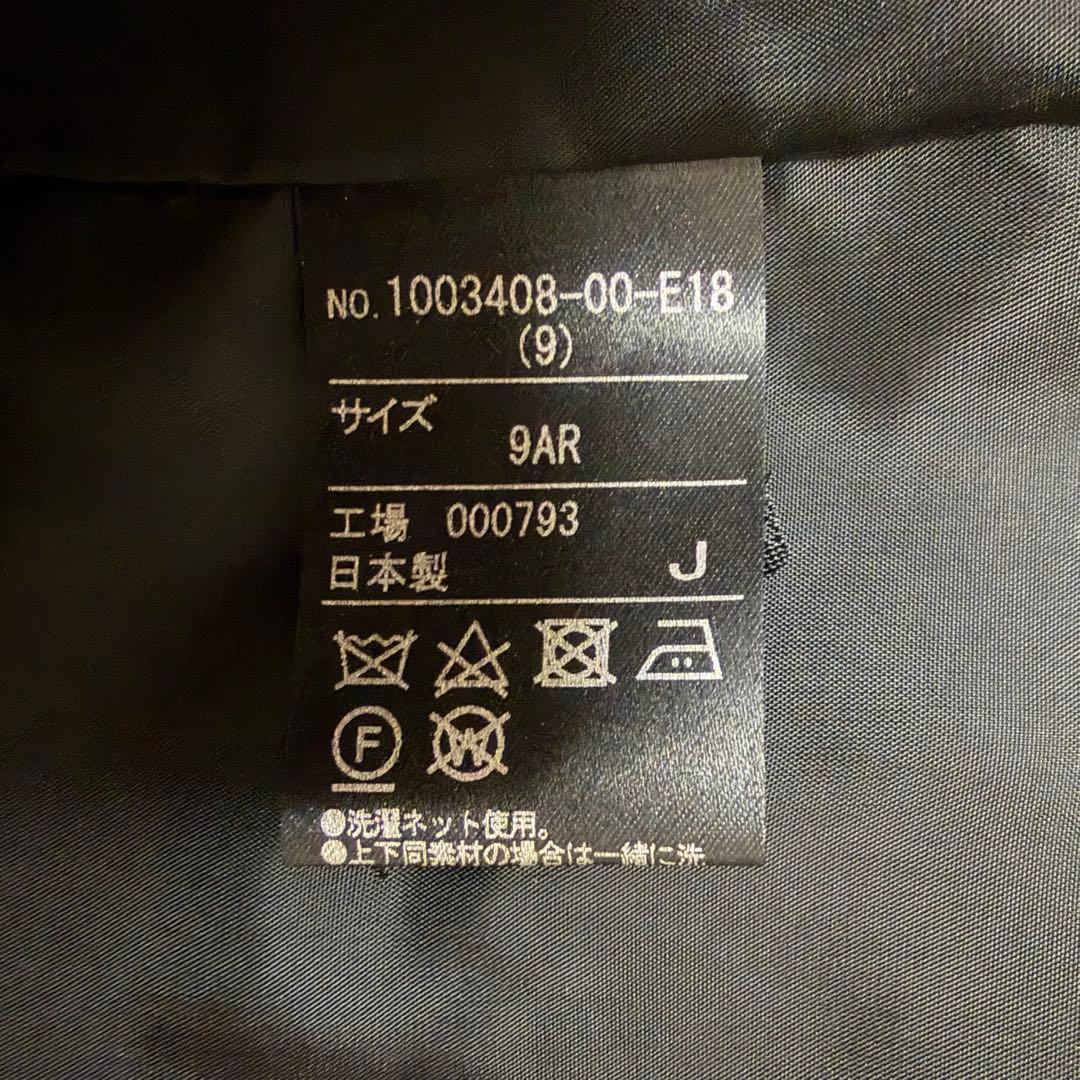 NO.1003408-00-E18
(9)
サイズ
9AR
工場 000793
日本製 J
F
W
●洗濯ネット使用。
●上下同素材の場合は一緒に洗